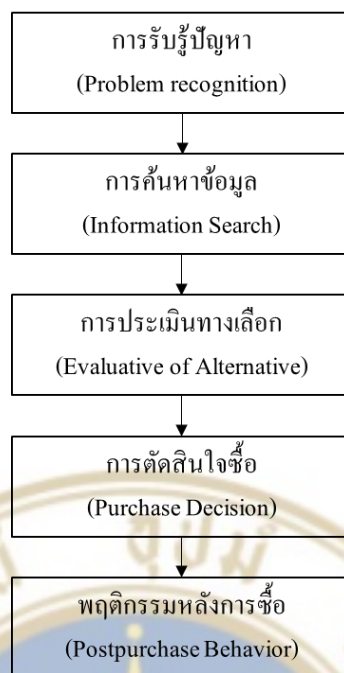 การรับรู้ปัญหา
(Problem recognition)
การค้นหาข้อมูล
(Information Search)
การประเมินทางเลือก
(Evaluative of Alternative)
การตัดสินใจซื้อ
(Purchase Decision)
พฤติกรรมหลังการซื้อ
(Postpurchase Behavior)